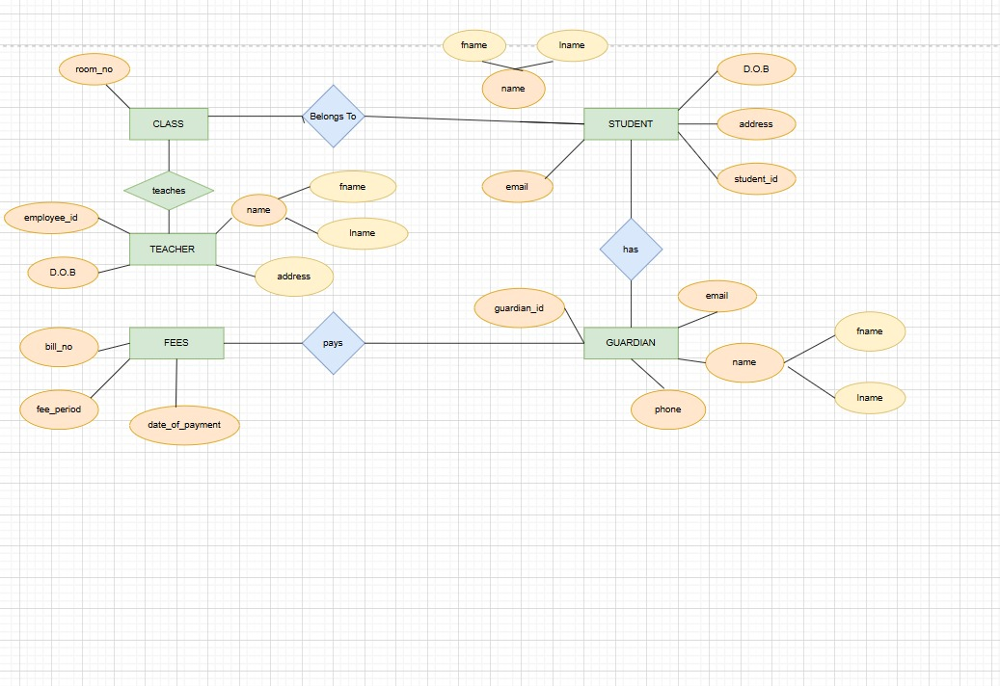 fname
lname
room_no
D.O.B
name
CLASS
Belongs To
STUDENT
address
student_id
email
teaches
fname
name
employee_id
lname
TEACHER
has
D.O.B
address
email
guardian_id
fname
FEES
pays
GUARDIAN
bill_no
name
lname
fee_period
phone
date_of_payment